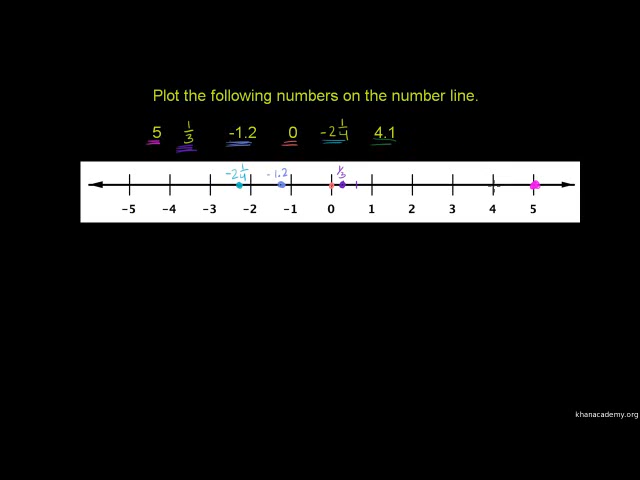 Plot the following numbers on the number line.
5 1/3 -1.2 0 -2 1/4 4.1
-2 1/4 -1.2 1/3
-5 -4 -3 -2 -1 0 1 2 3 4 5
khanacademy.org